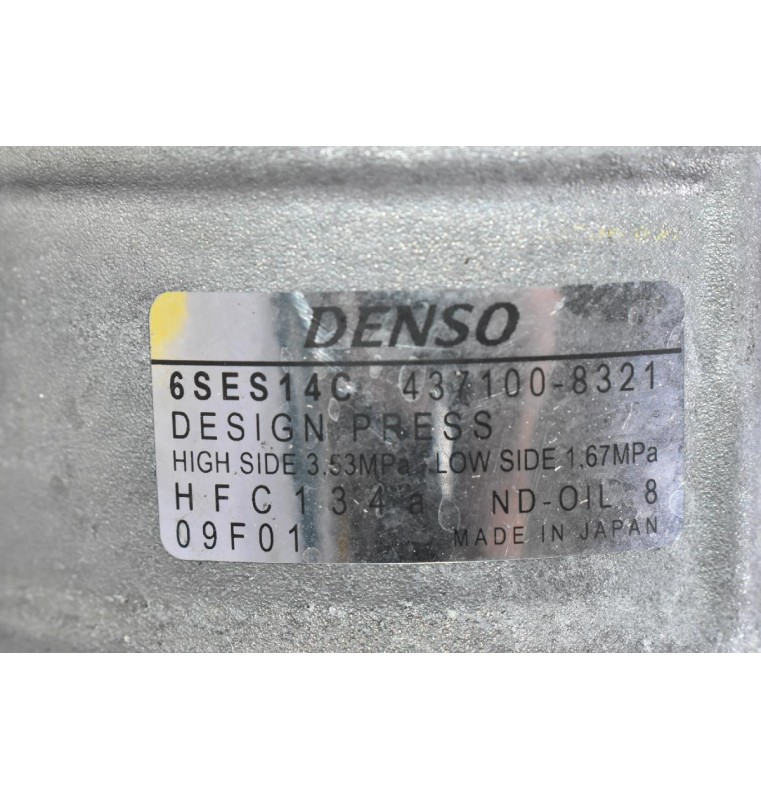 DENSO
6SES14C 437100-8321
DESIGN PRESS
HIGH SIDE 3.53MPa, LOW SIDE 1.67MPa
HFC134a ND-OIL 8
09F01 MADE IN JAPAN